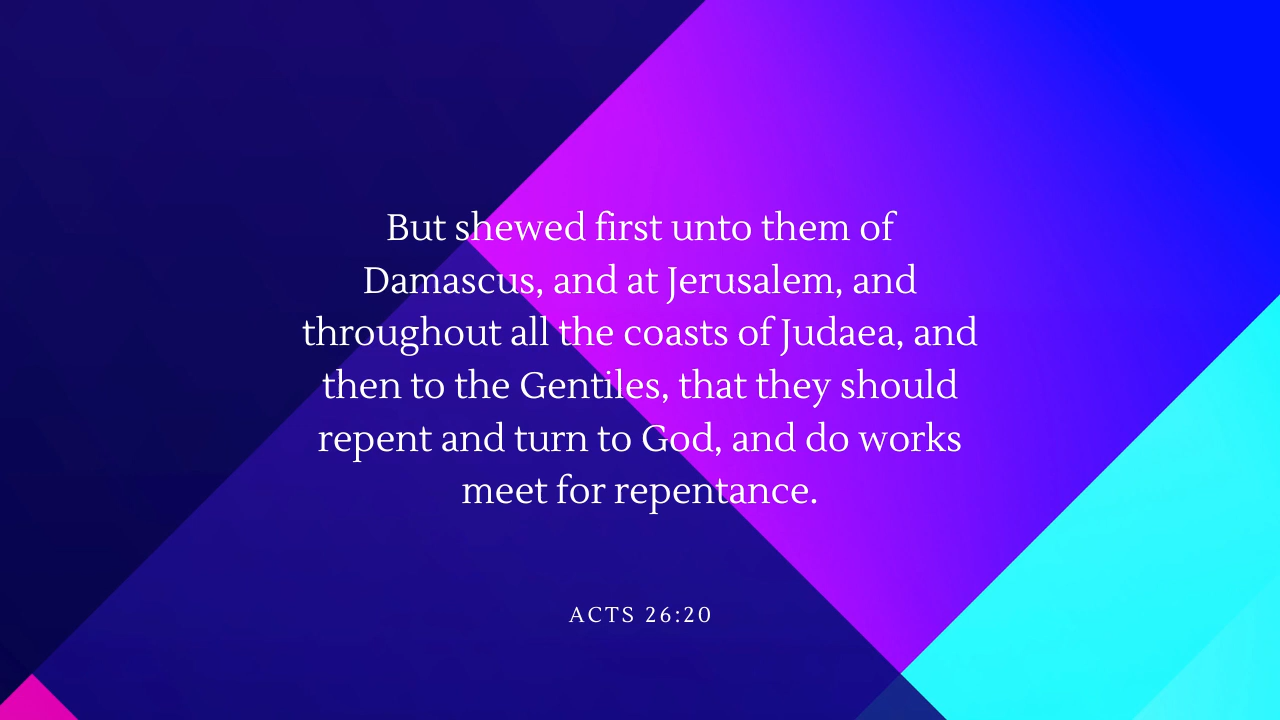 But shewed first unto them of
Damascus, and at Jerusalem, and
throughout all the coasts of Judaea, and
then to the Gentiles, that they should
repent and turn to God, and do works
meet for repentance.
ACTS 26:20